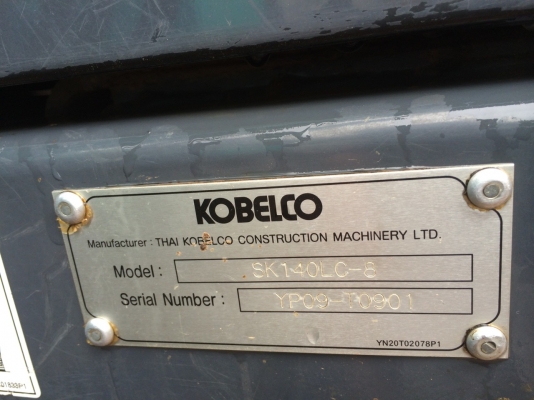 KOBELCO
Manufacturer : THAI KOBELCO CONSTRUCTION MACHINERY LTD.
Model: SK140LC-8
Serial Number: YP09-T0901
YN20T02078P1